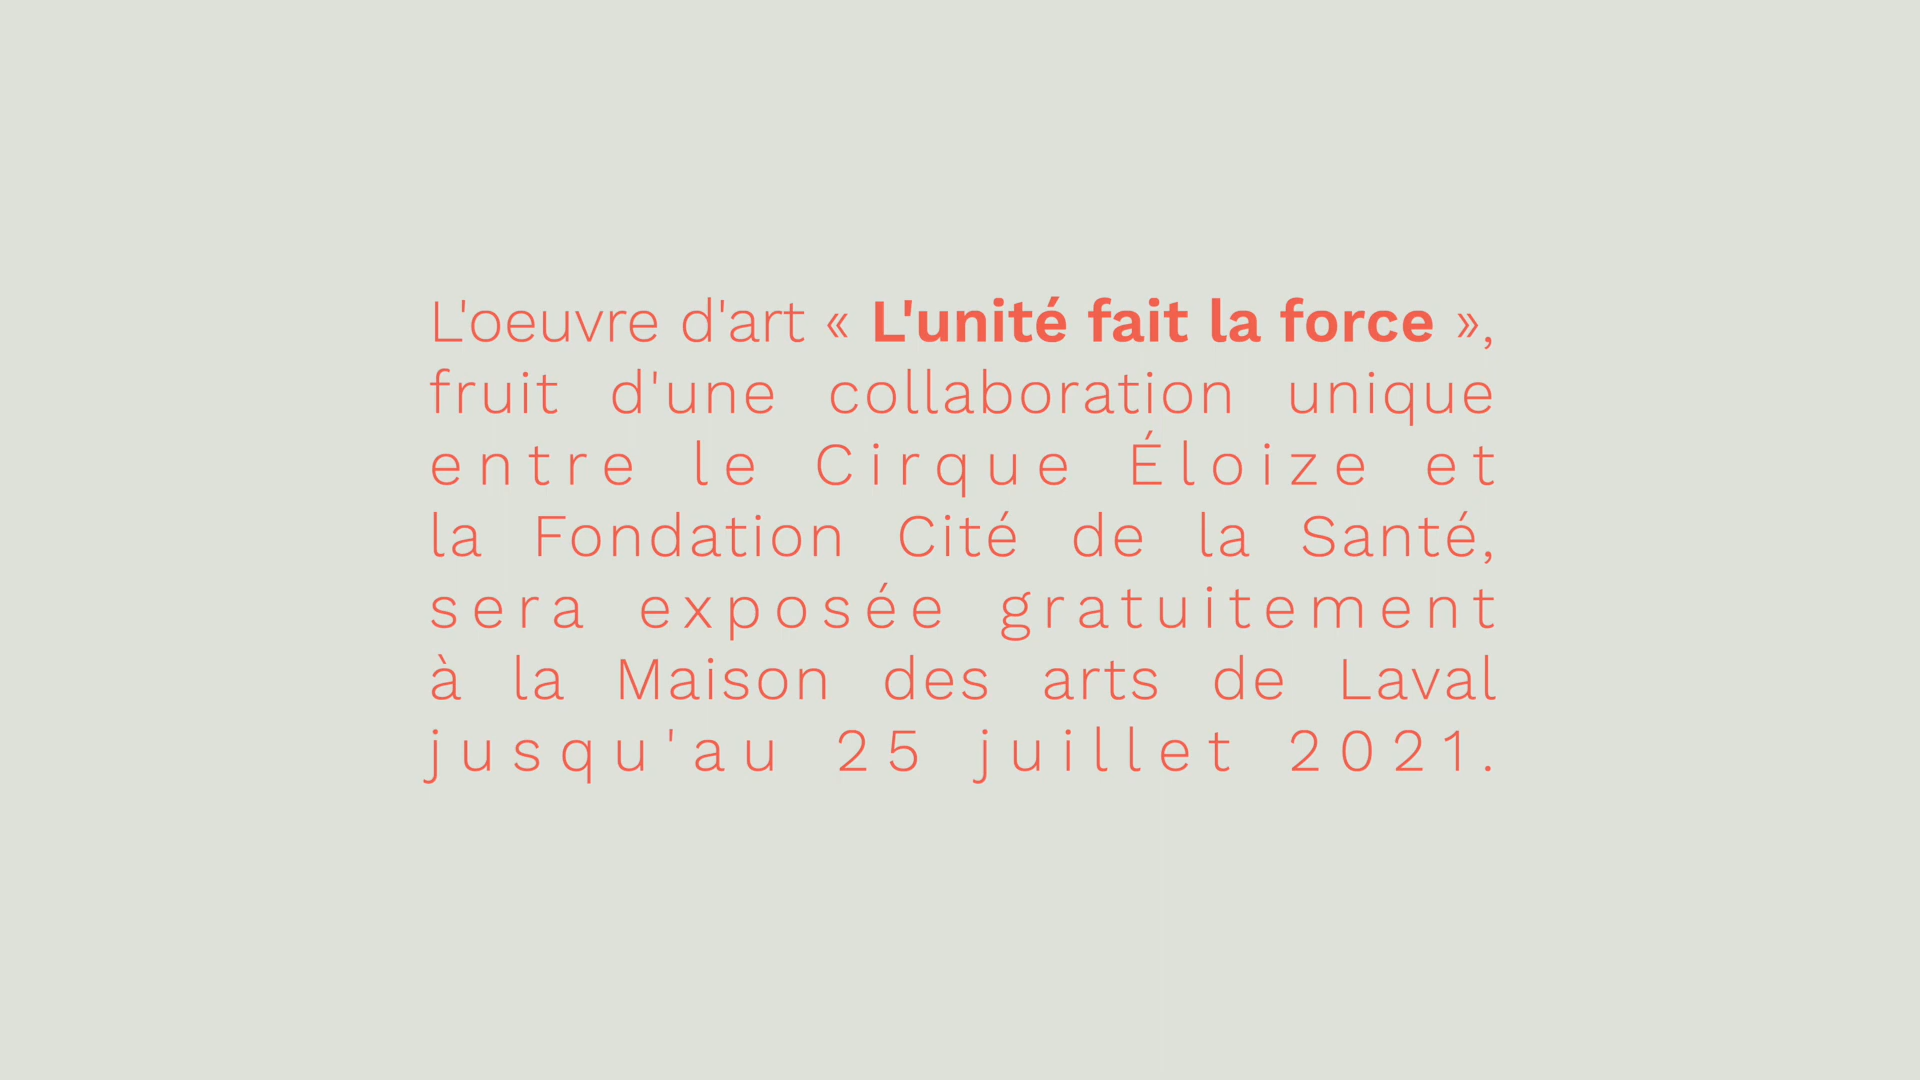 L'oeuvre d'art « L'unité fait la force »,
fruit d'une collaboration unique
entre le Cirque Éloize et
la Fondation Cité de la Santé,
sera exposée gratuitement
à la Maison des arts de Laval
jusqu'au 25 juillet 2021.